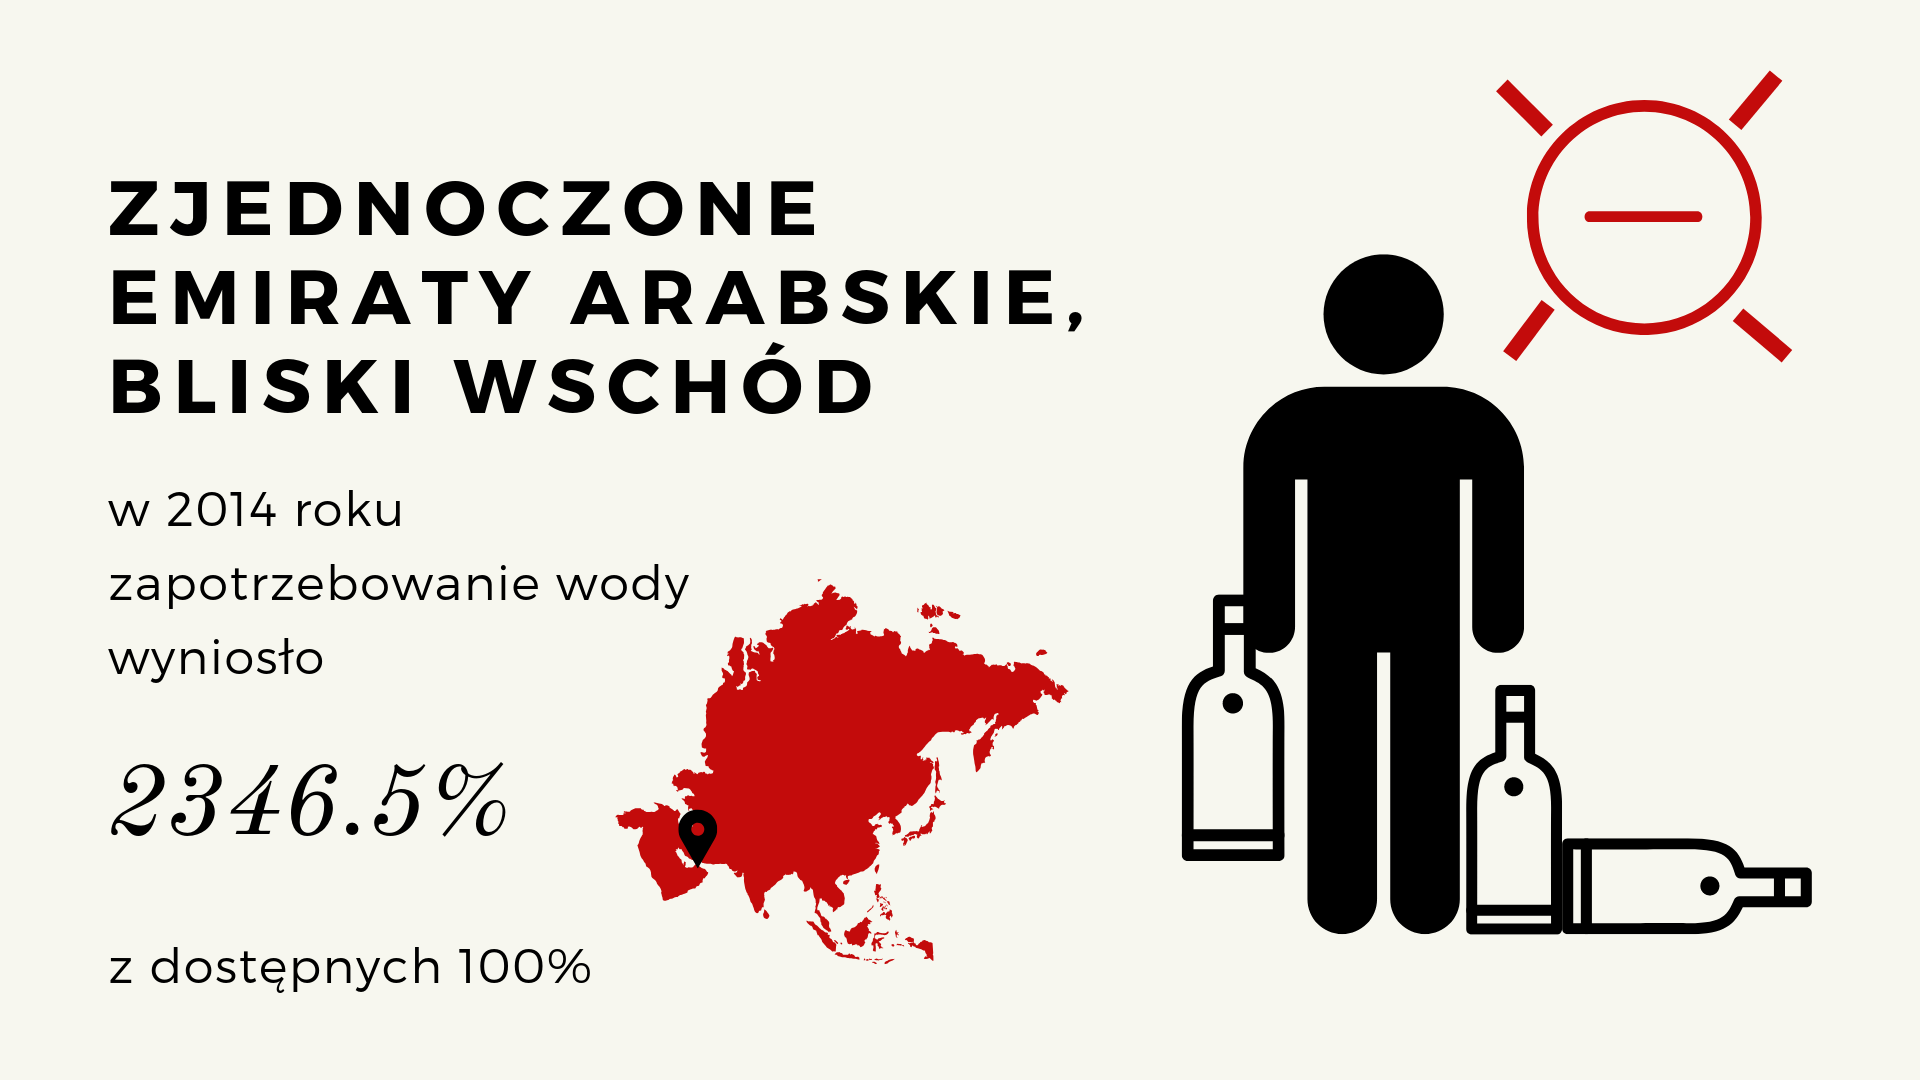 ZJEDNOCZONE
EMIRATY ARABSKIE,
BLISKI WSCHÓD
w 2014 roku
zapotrzebowanie wody
wyniosło
2346.5%
z dostępnych 100%